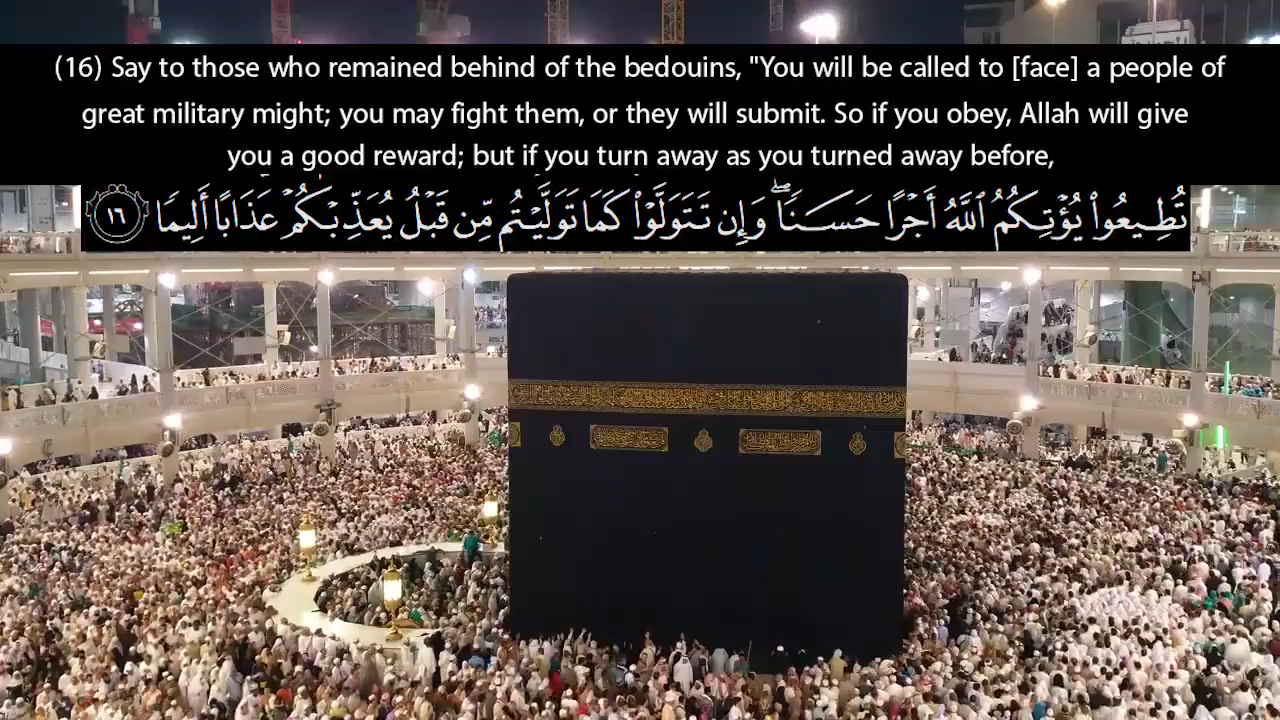 (16) Say to those who remained behind of the bedouins, "You will be called to [face] a people of
great military might; you may fight them, or they will submit. So if you obey, Allah will give
you a good reward; but if you turn away as you turned away before,
تُطِيعُوا۟ يُؤْتِكُمُ ٱللَّهُ أَجْرًا حَسَنًۭا ۖ وَإِن تَتَوَلَّوْا۟ كَمَا تَوَلَّيْتُم مِّن قَبْلُ يُعَذِّبْكُمْ عَذَابًا أَلِيمًۭا ١٦